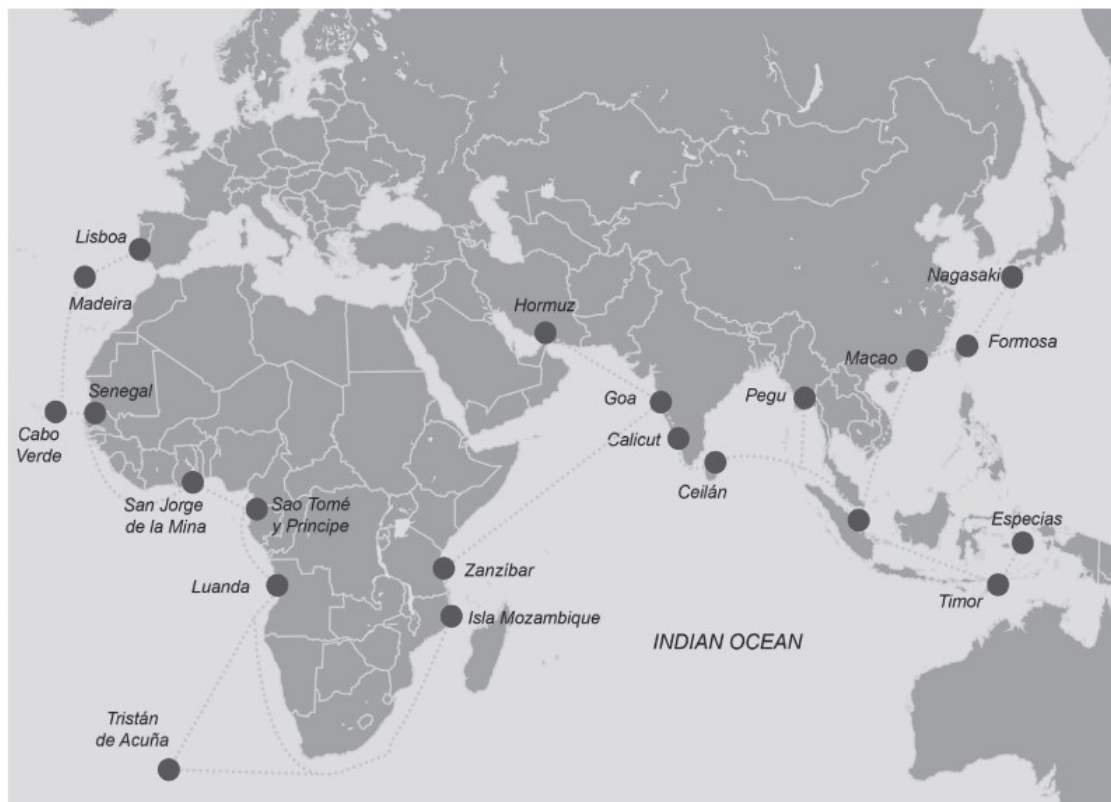 Lisboa
Madeira
Senegal
Cabo
Verde
San Jorge
de la Mina
Sao Tomé
y Príncipe
Luanda
Tristán
de Acuña
Hormuz
Goa
Calicut
Ceilán
Zanzíbar
Isla Mozambique
INDIAN OCEAN
Pegu
Macao
Nagasaki
Formosa
Especias
Timor